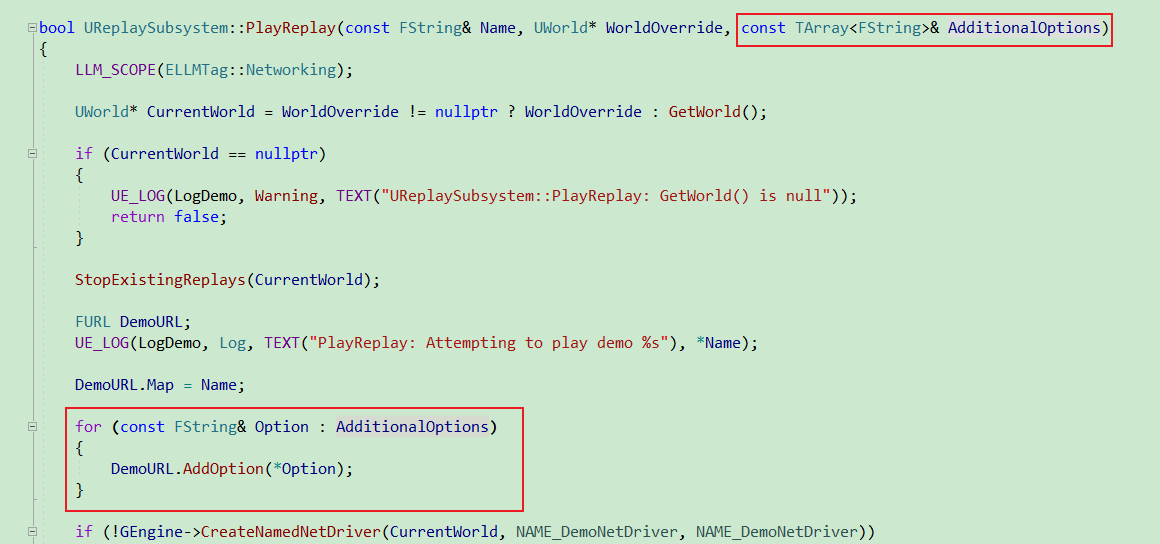 bool UReplaySubsystem::PlayReplay(const FString& Name, UWorld* WorldOverride, const TArray<FString>& AdditionalOptions)
{
LLM_SCOPE(ELLMTag::Networking);
UWorld* CurrentWorld = WorldOverride != nullptr ? WorldOverride : GetWorld();
if (CurrentWorld == nullptr)
{
UE_LOG(LogDemo, Warning, TEXT("UReplaySubsystem::PlayReplay: GetWorld() is null"));
return false;
}
StopExistingReplays(CurrentWorld);
FURL DemoURL;
UE_LOG(LogDemo, Log, TEXT("PlayReplay: Attempting to play demo %s"), *Name);
DemoURL.Map = Name;
for (const FString& Option : AdditionalOptions)
{
DemoURL.AddOption(*Option);
}
if (!GEngine->CreateNamedNetDriver(CurrentWorld, NAME_DemoNetDriver, NAME_DemoNetDriver))